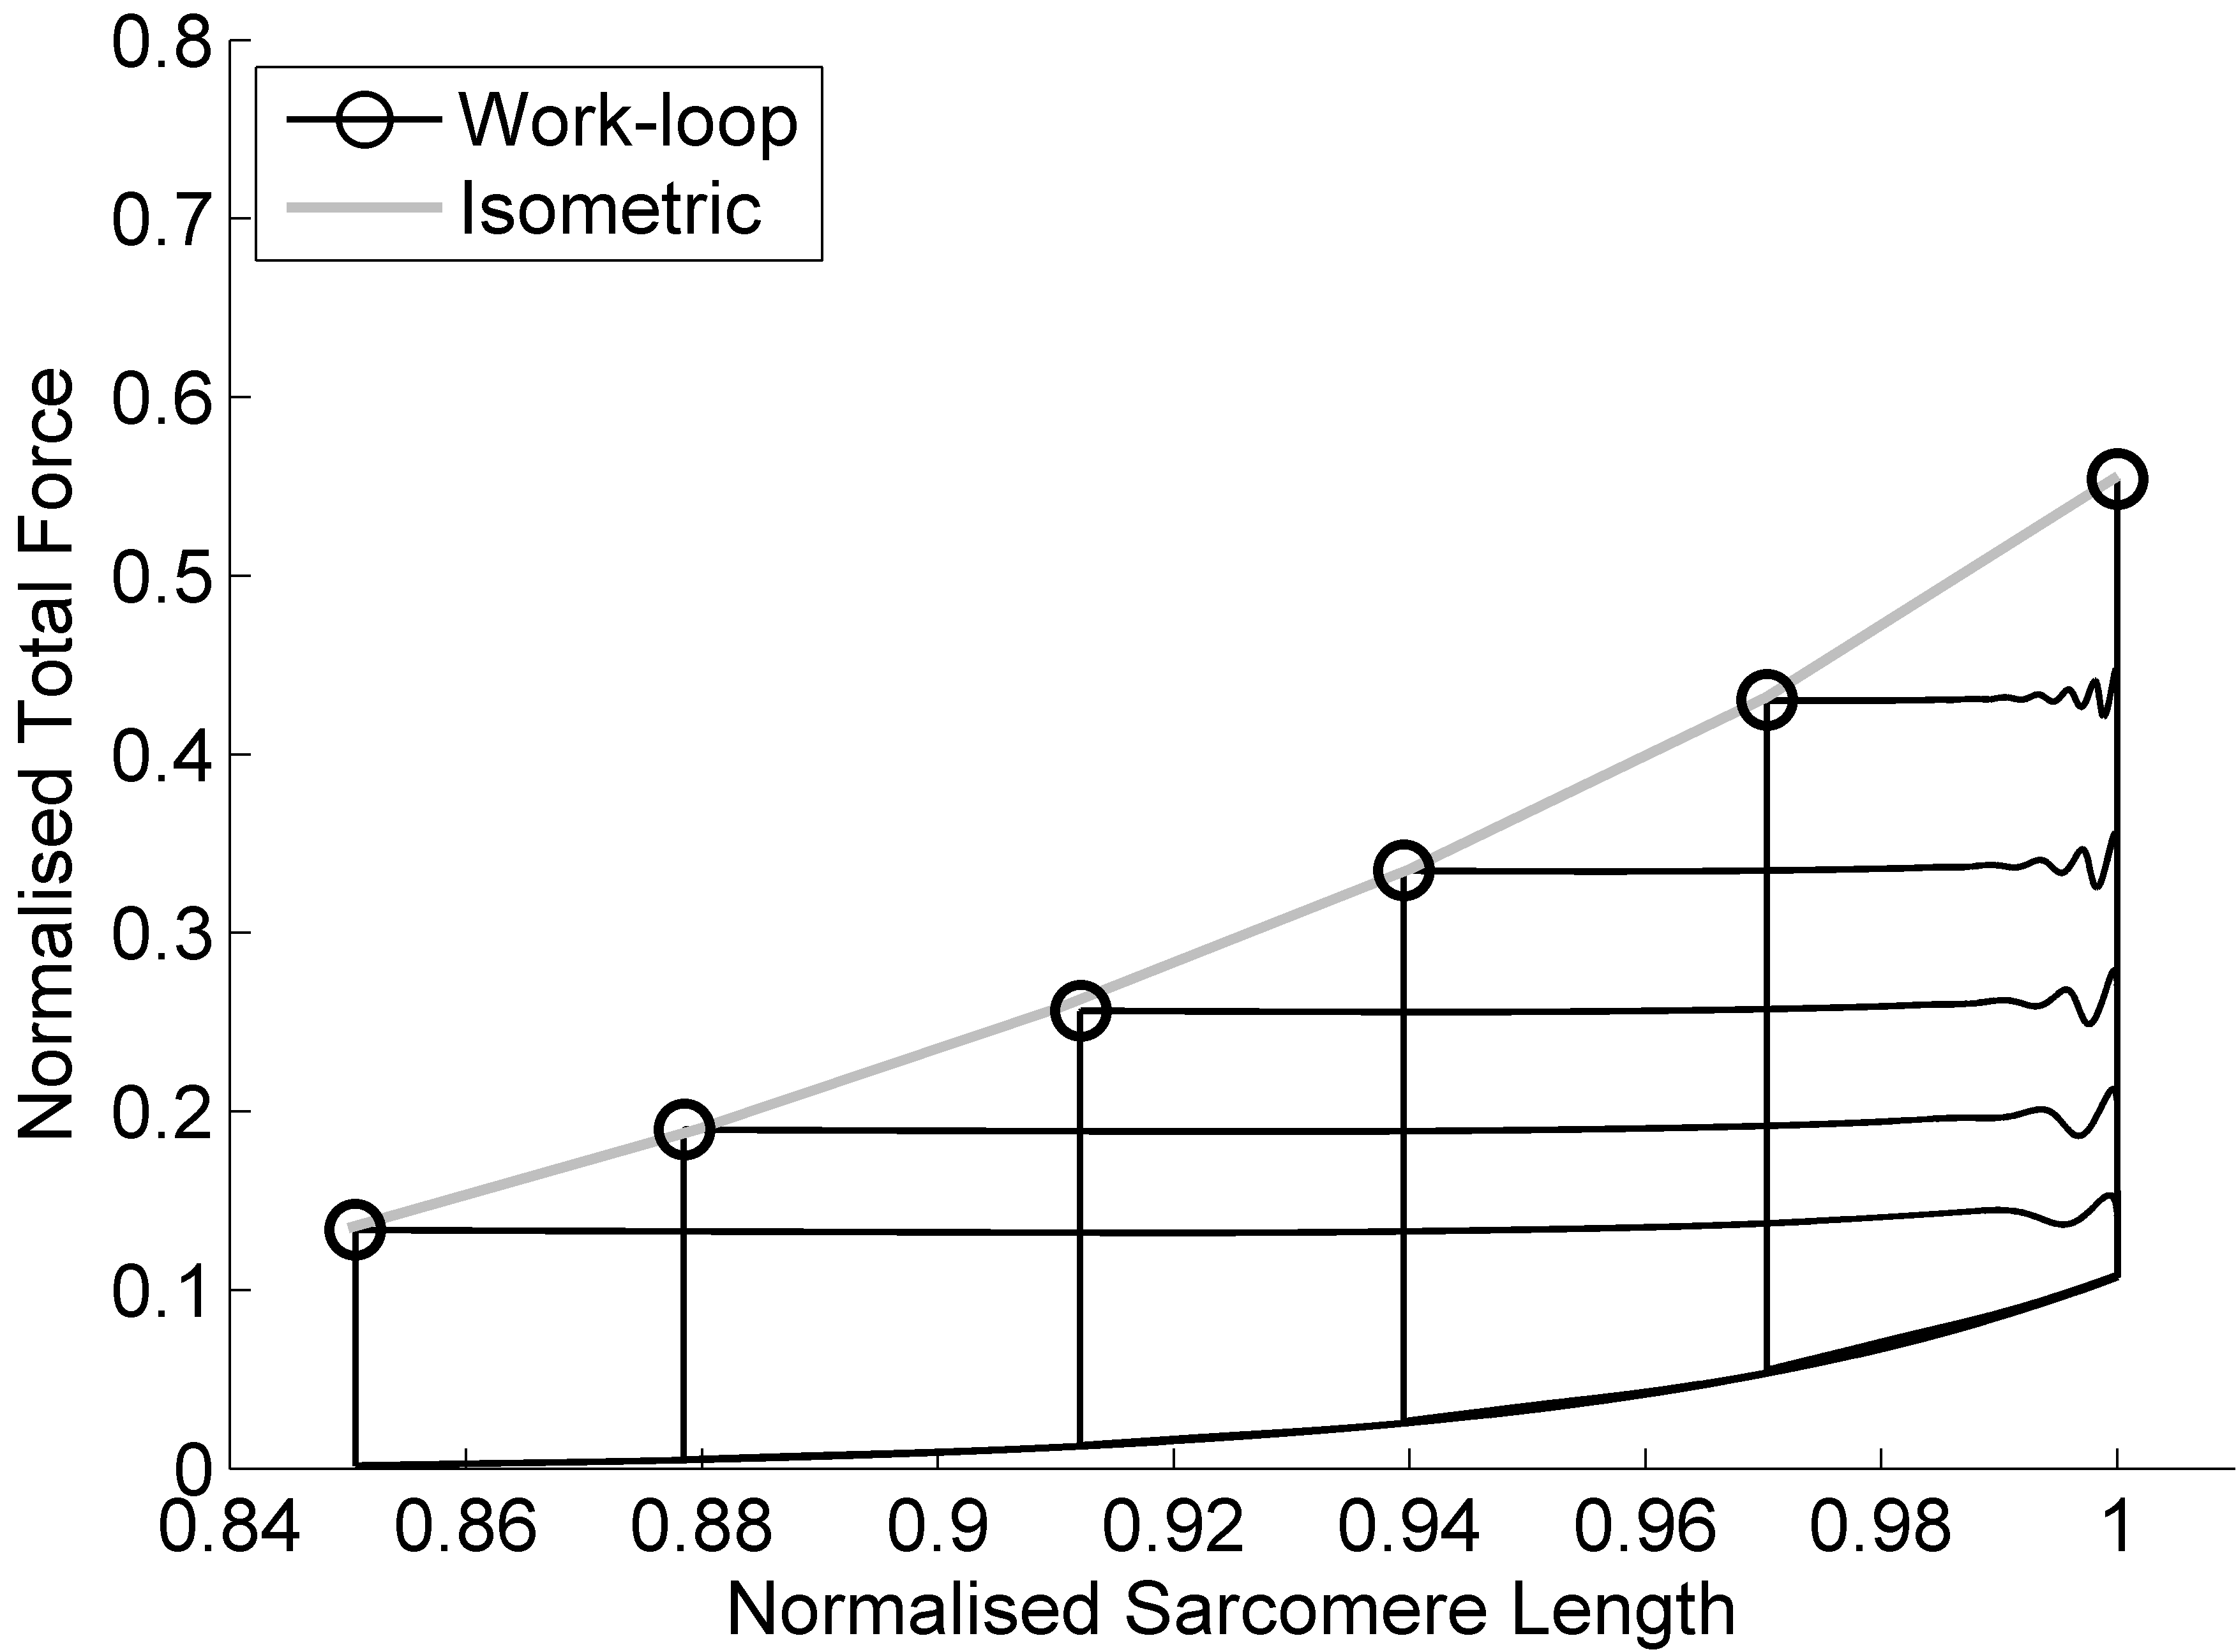 0.8
Work-loop
Isometric
0.7
0.6
0.5
0.4
0.3
0.2
0.1
0
Normalised Total Force
0.84 0.86 0.88 0.9 0.92 0.94 0.96 0.98 1
Normalised Sarcomere Length